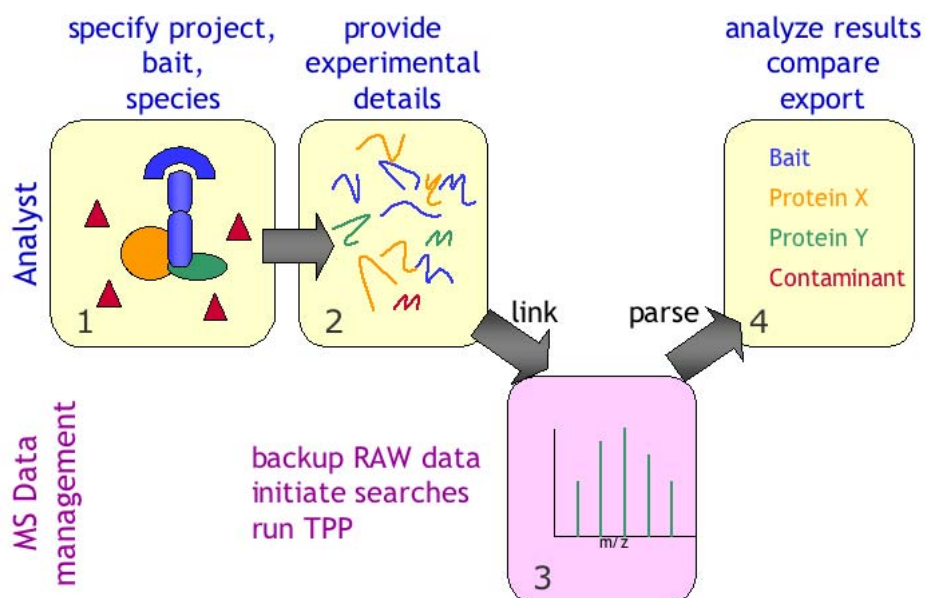 specify project,
bait,
species
provide
experimental
details
analyze results
compare
export
Analyst
1
2
link
parse
Bait
Protein X
Protein Y
Contaminant
4
MS Data
management
backup RAW data
initiate searches
run TPP
m/z
3